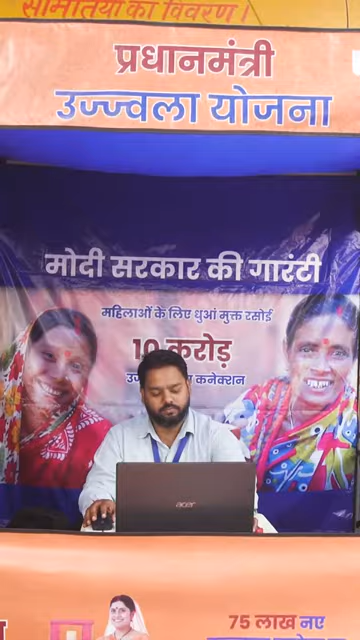 समितियों का विवरण।
प्रधानमंत्री
उज्ज्वला योजना
मोदी सरकार की गारंटी
महिलाओं के लिए धुआं मुक्त रसोई
10 करोड़
कनेक्शन
acer
75 लाख नए